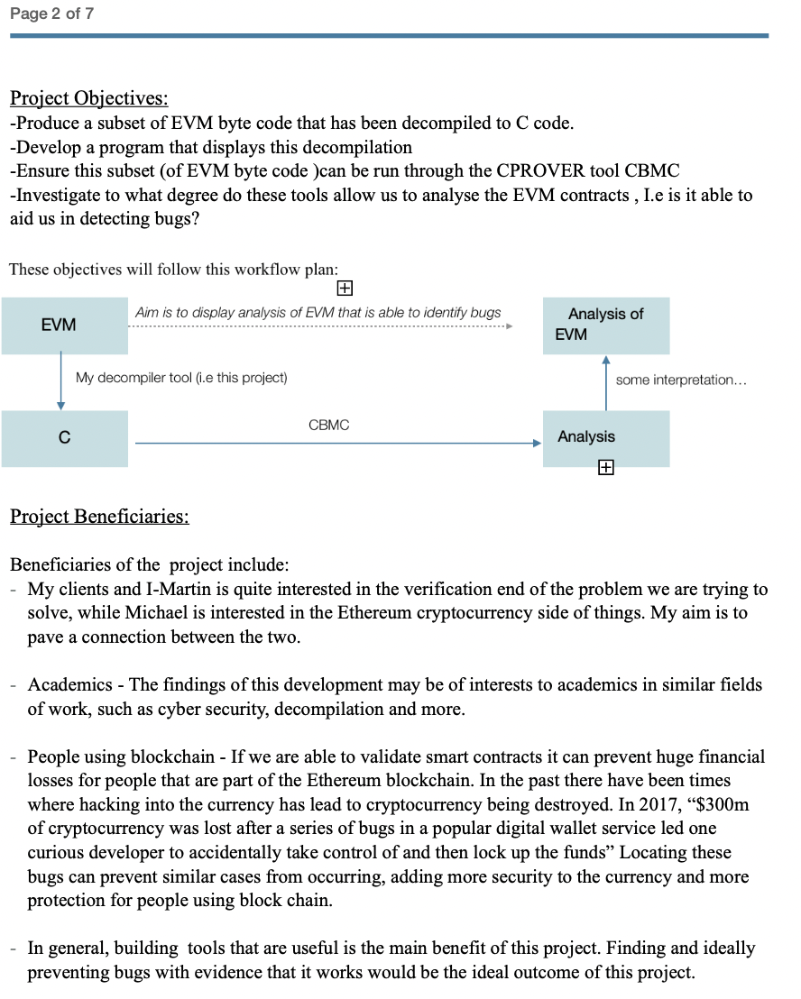 Page 2 of 7
Project Objectives:
-Produce a subset of EVM byte code that has been decompiled to C code.
-Develop a program that displays this decompilation
-Ensure this subset (of EVM byte code )can be run through the CPROVER tool CBMC
-Investigate to what degree do these tools allow us to analyse the EVM contracts , I.e is it able to
aid us in detecting bugs?
These objectives will follow this workflow plan:
EVM
Aim is to display analysis of EVM that is able to identify bugs
Analysis of
EVM
My decompiler tool (i.e this project)
some interpretation…
C
CBMC
Analysis
Project Beneficiaries:
Beneficiaries of the  project include:
- My clients and I-Martin is quite interested in the verification end of the problem we are trying to
solve, while Michael is interested in the Ethereum cryptocurrency side of things. My aim is to
pave a connection between the two.
- Academics - The findings of this development may be of interests to academics in similar fields
of work, such as cyber security, decompilation and more.
- People using blockchain - If we are able to validate smart contracts it can prevent huge financial
losses for people that are part of the Ethereum blockchain. In the past there have been times
where hacking into the currency has lead to cryptocurrency being destroyed. In 2017, “$300m
of cryptocurrency was lost after a series of bugs in a popular digital wallet service led one
curious developer to accidentally take control of and then lock up the funds” Locating these
bugs can prevent similar cases from occurring, adding more security to the currency and more
protection for people using block chain.
- In general, building  tools that are useful is the main benefit of this project. Finding and ideally
preventing bugs with evidence that it works would be the ideal outcome of this project.